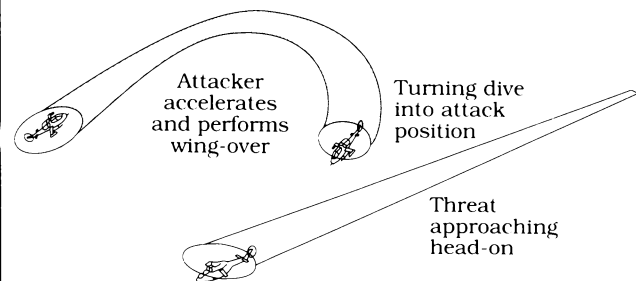 Attacker
accelerates
and performs
wing-over
Turning dive
into attack
position
Threat
approaching
head-on